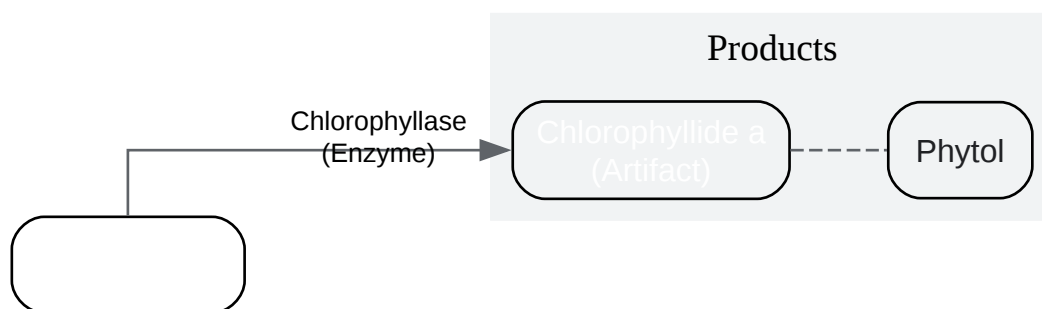 Products
Chlorophyllase
(Enzyme)
Chlorophyllide a
(Artifact)
Phytol